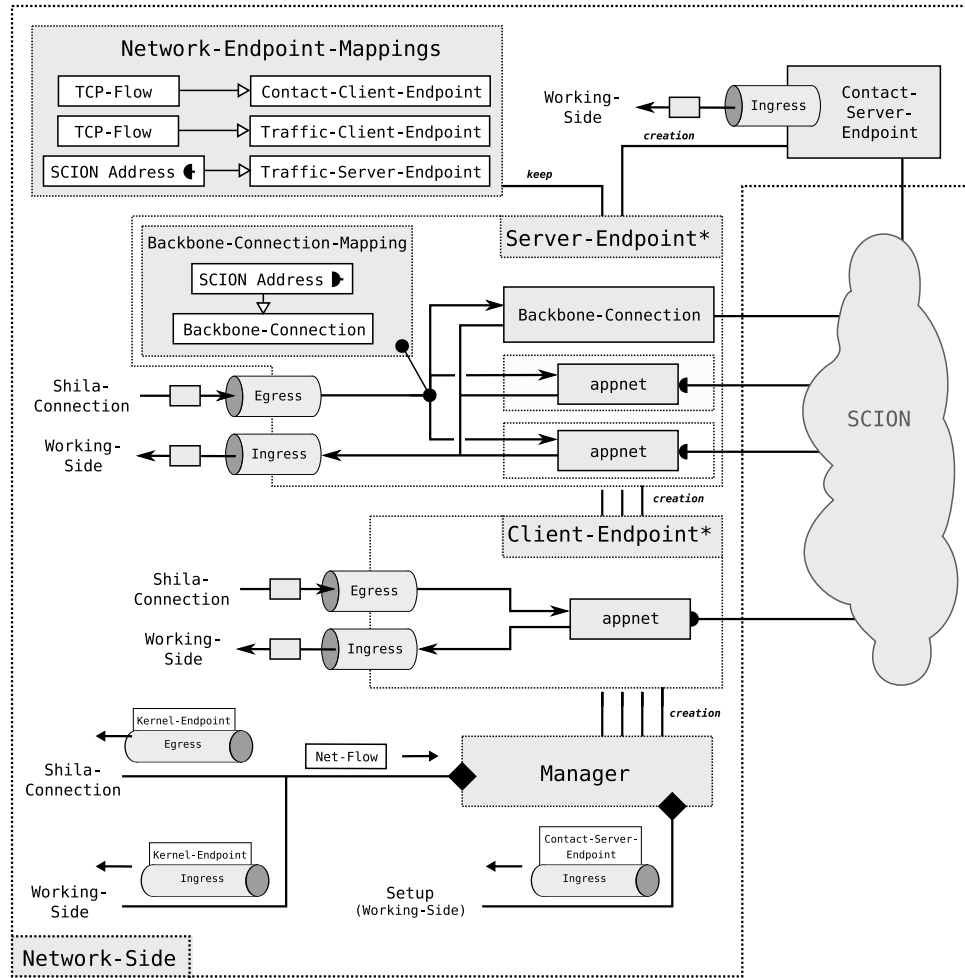 Network-Endpoint-Mappings
TCP-Flow
Contact-Client-Endpoint
TCP-Flow
Traffic-Client-Endpoint
SCION Address
Traffic-Server-Endpoint
Working-
Side
Ingress
Contact-
Server-
Endpoint
creation
keep
Server-Endpoint*
Backbone-Connection-Mapping
SCION Address
Backbone-Connection
Backbone-Connection
Shila-
Connection
Egress
appnet
SCION
Working-
Side
Ingress
appnet
creation
Client-Endpoint*
Shila-
Connection
Egress
appnet
Working-
Side
Ingress
creation
Kernel-Endpoint
Egress
Net-Flow
Manager
Shila-
Connection
Kernel-Endpoint
Ingress
Contact-Server-
Endpoint
Ingress
Working-
Side
Setup
(Working-Side)
Network-Side